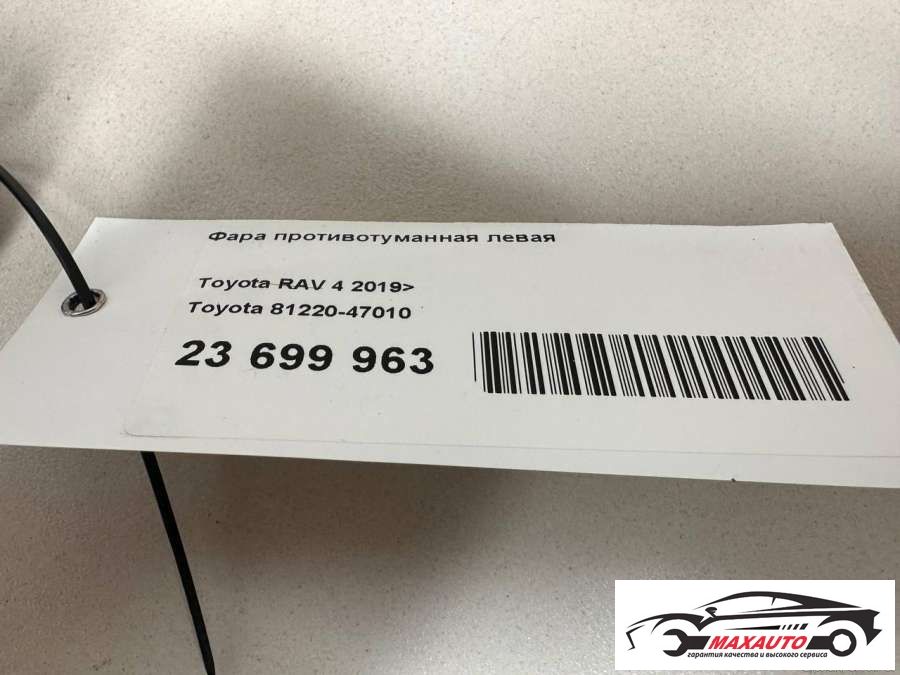 Фара противотуманная левая
Toyota RAV 4 2019>
Toyota 81220-47010
23 699 963
MAXAUTO
гарантия качества и высокого сервиса